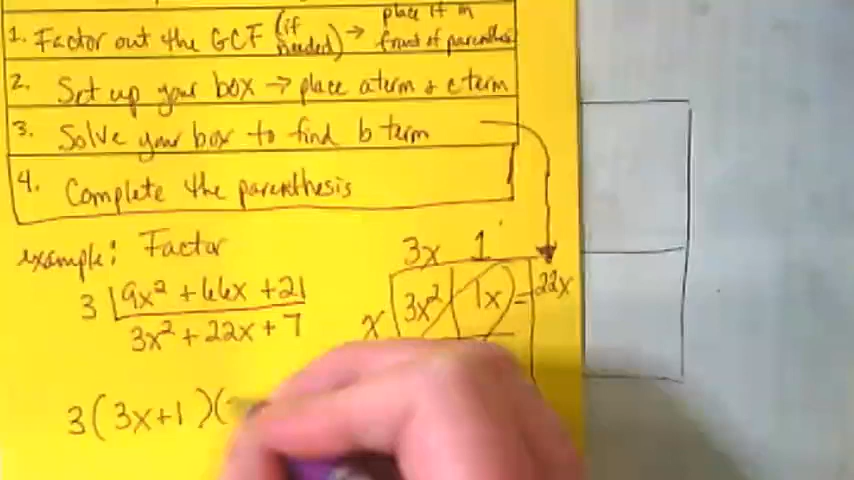 place it in
1. Factor out the GCF (if needed) → front of parenthesis
2. Set up your box → place a term & c term
3. Solve your box to find b term
4. Complete the parenthesis
example: Factor
3x 1
3 9x² + 66x + 21
3x² 1x = 22x
3x² + 22x + 7
x
3(3x+1)(